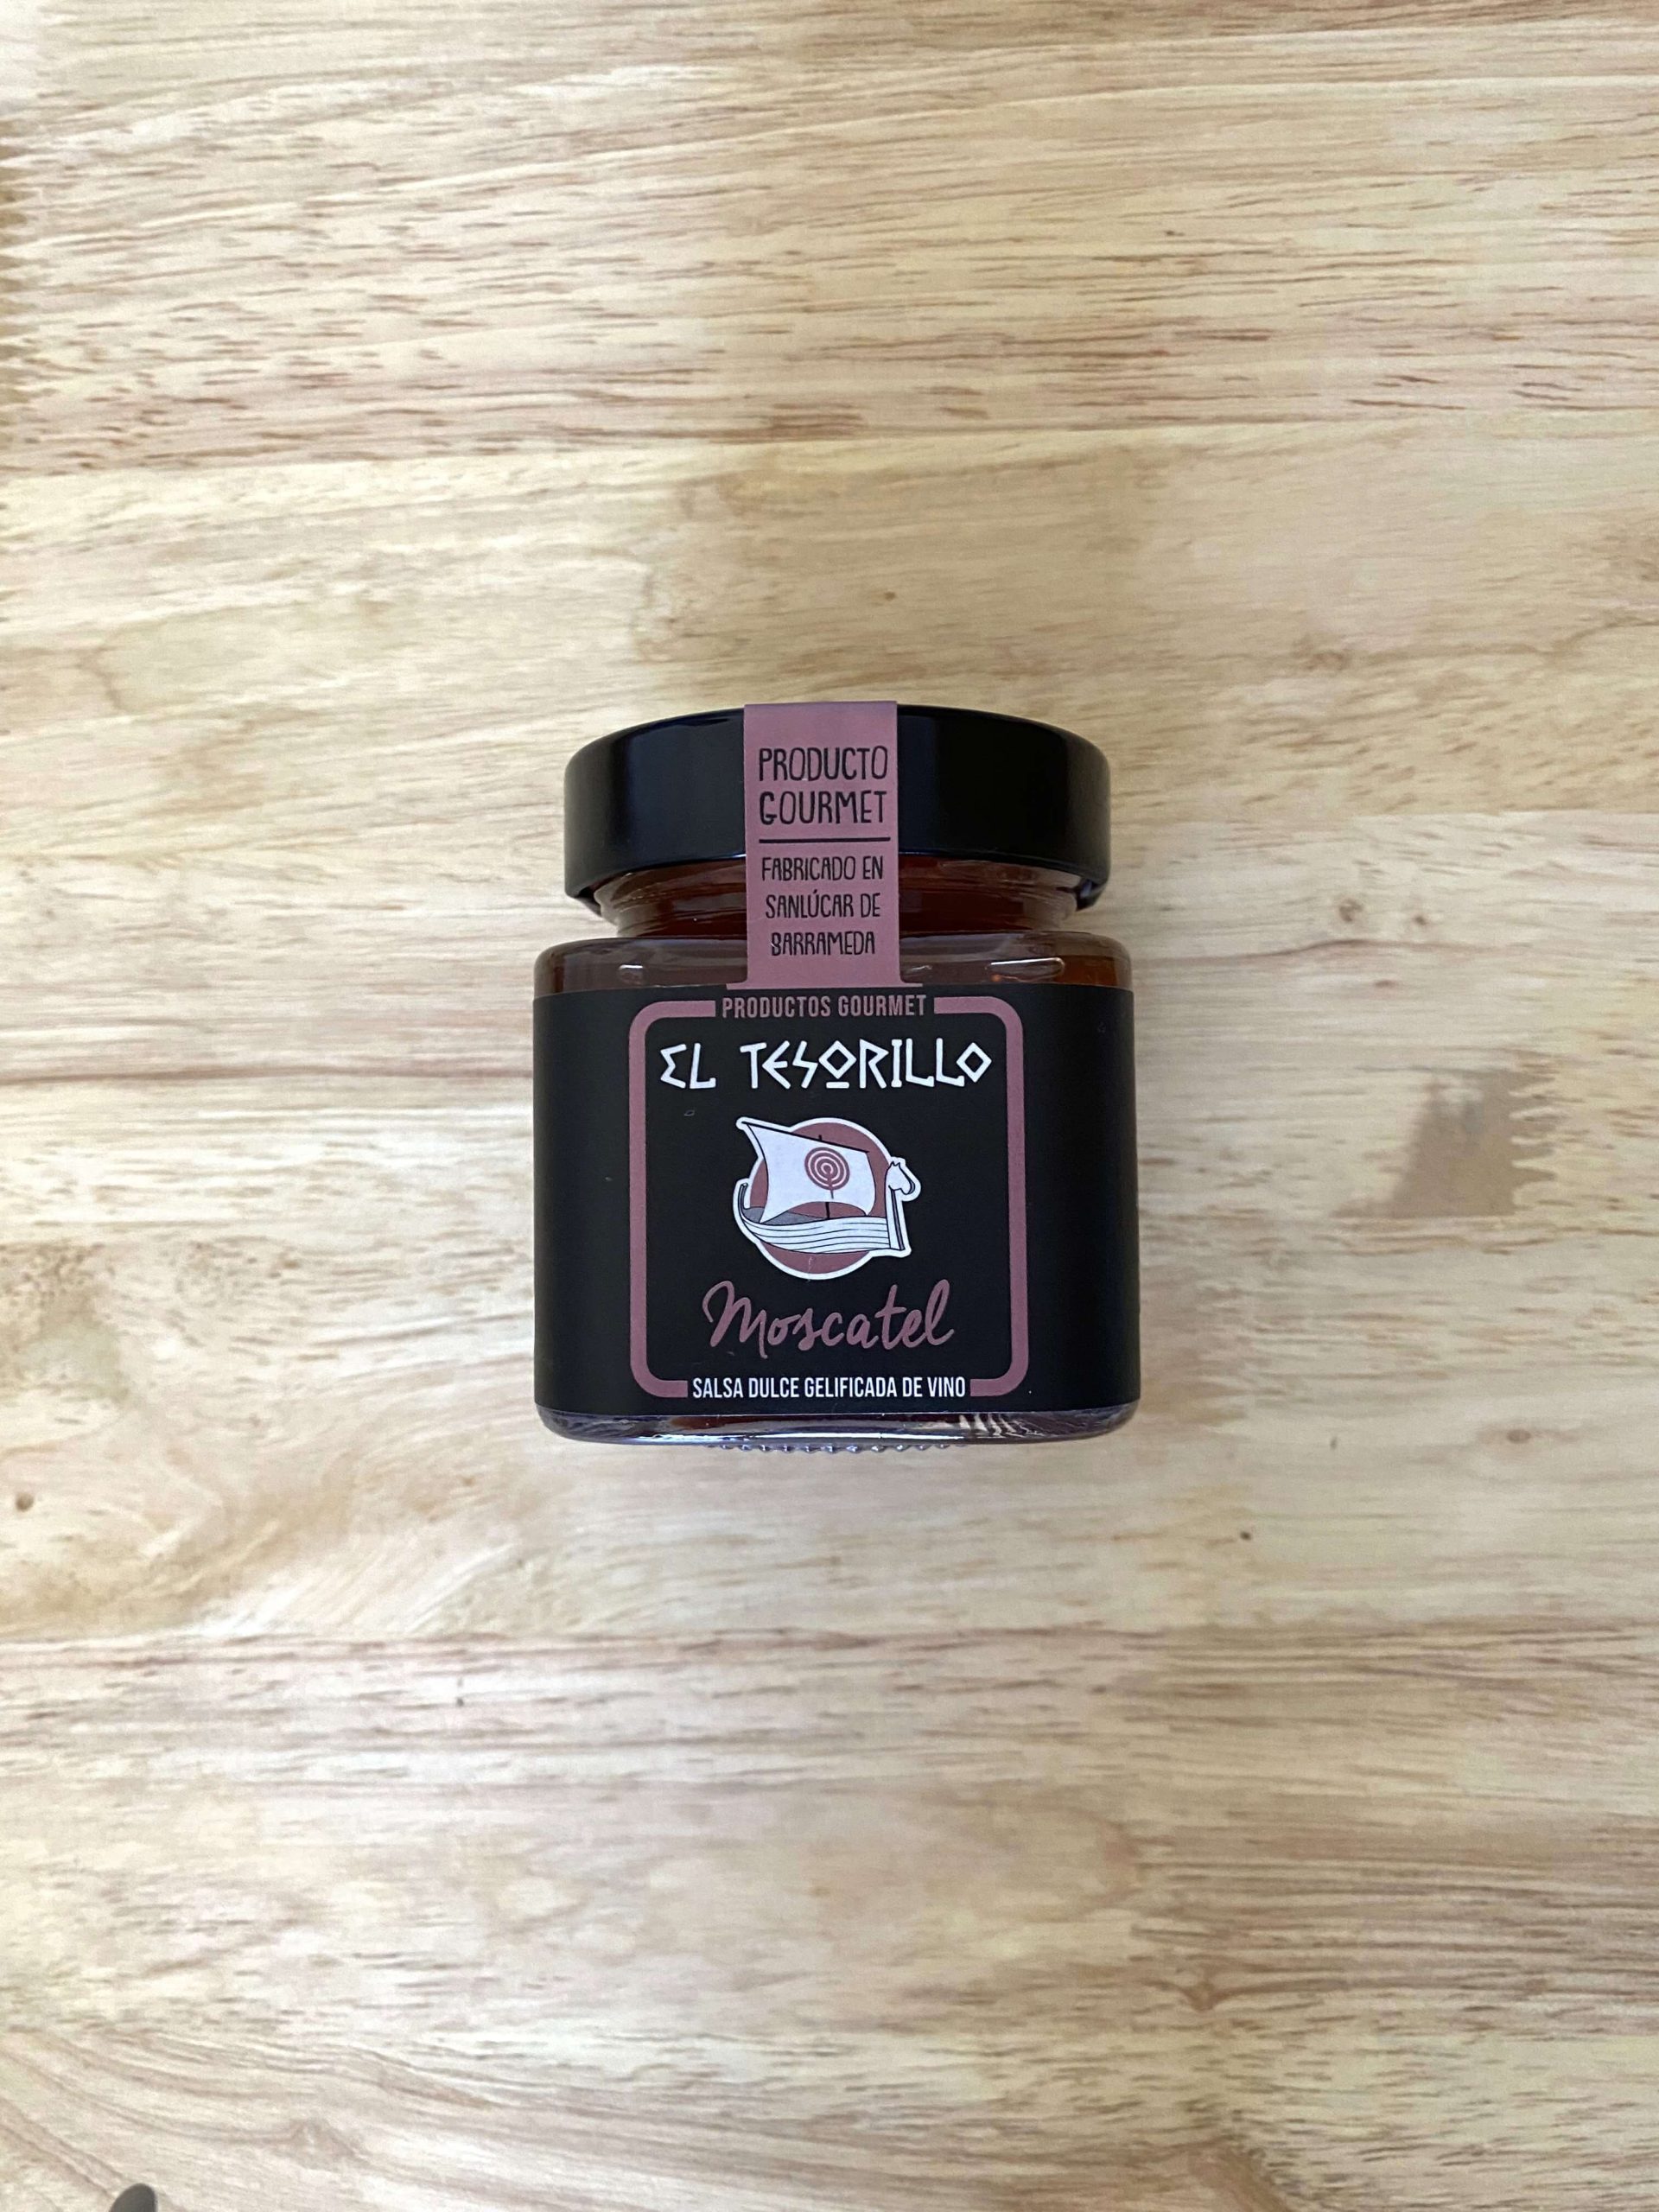 PRODUCTO
GOURMET
FABRICADO EN
SANLÚCAR DE
BARRAMEDA
PRODUCTOS GOURMET
EL TESORILLO
Moscatel
SALSA DULCE GELIFICADA DE VINO